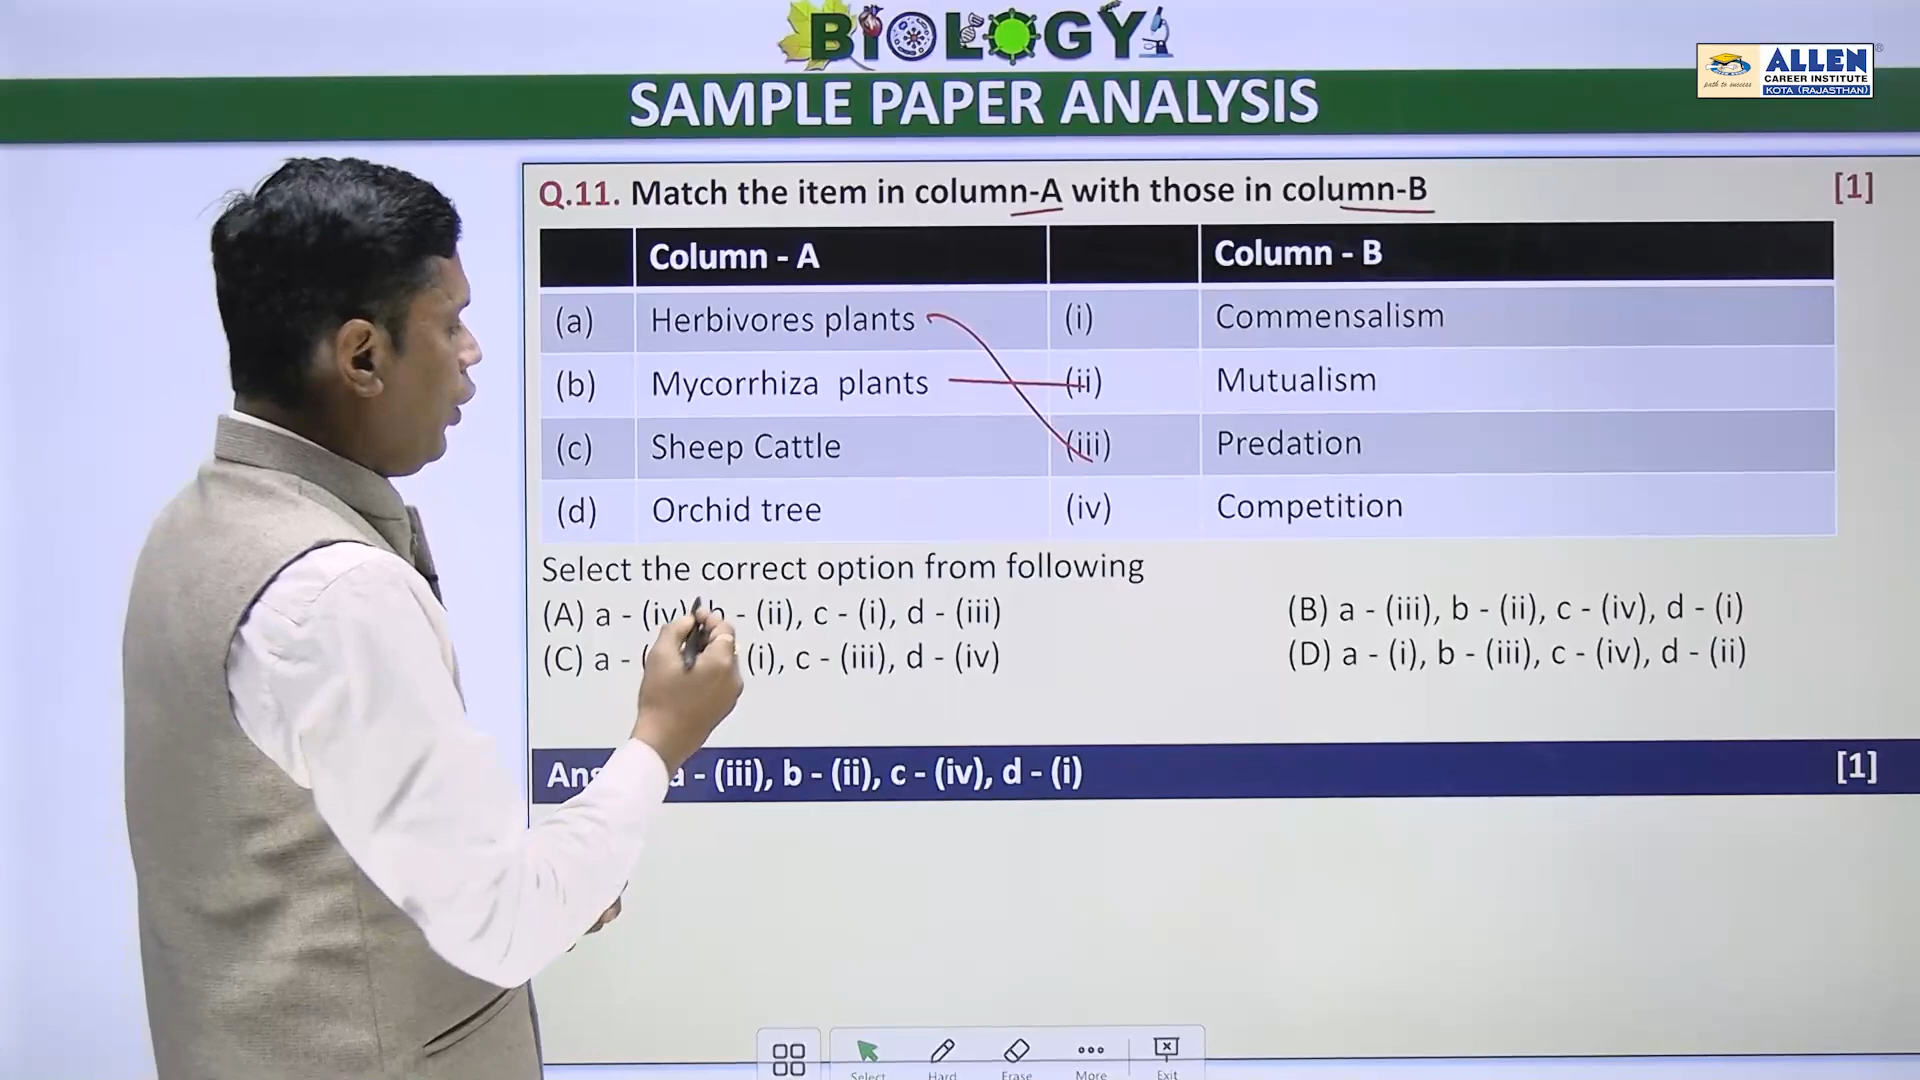 BIOLOGY
ALLEN
CAREER INSTITUTE
path to success
KOTA (RAJASTHAN)
SAMPLE PAPER ANALYSIS
Q.11. Match the item in column-A with those in column-B [1]
Column - A Column - B
(a) Herbivores plants (i) Commensalism
(b) Mycorrhiza plants (ii) Mutualism
(c) Sheep Cattle (iii) Predation
(d) Orchid tree (iv) Competition
Select the correct option from following
(A) a - (iv), b - (ii), c - (i), d - (iii) (B) a - (iii), b - (ii), c - (iv), d - (i)
(C) a - (i), c - (iii), d - (iv) (D) a - (i), b - (iii), c - (iv), d - (ii)
a - (iii), b - (ii), c - (iv), d - (i) [1]
Select Hard Erase More Exit